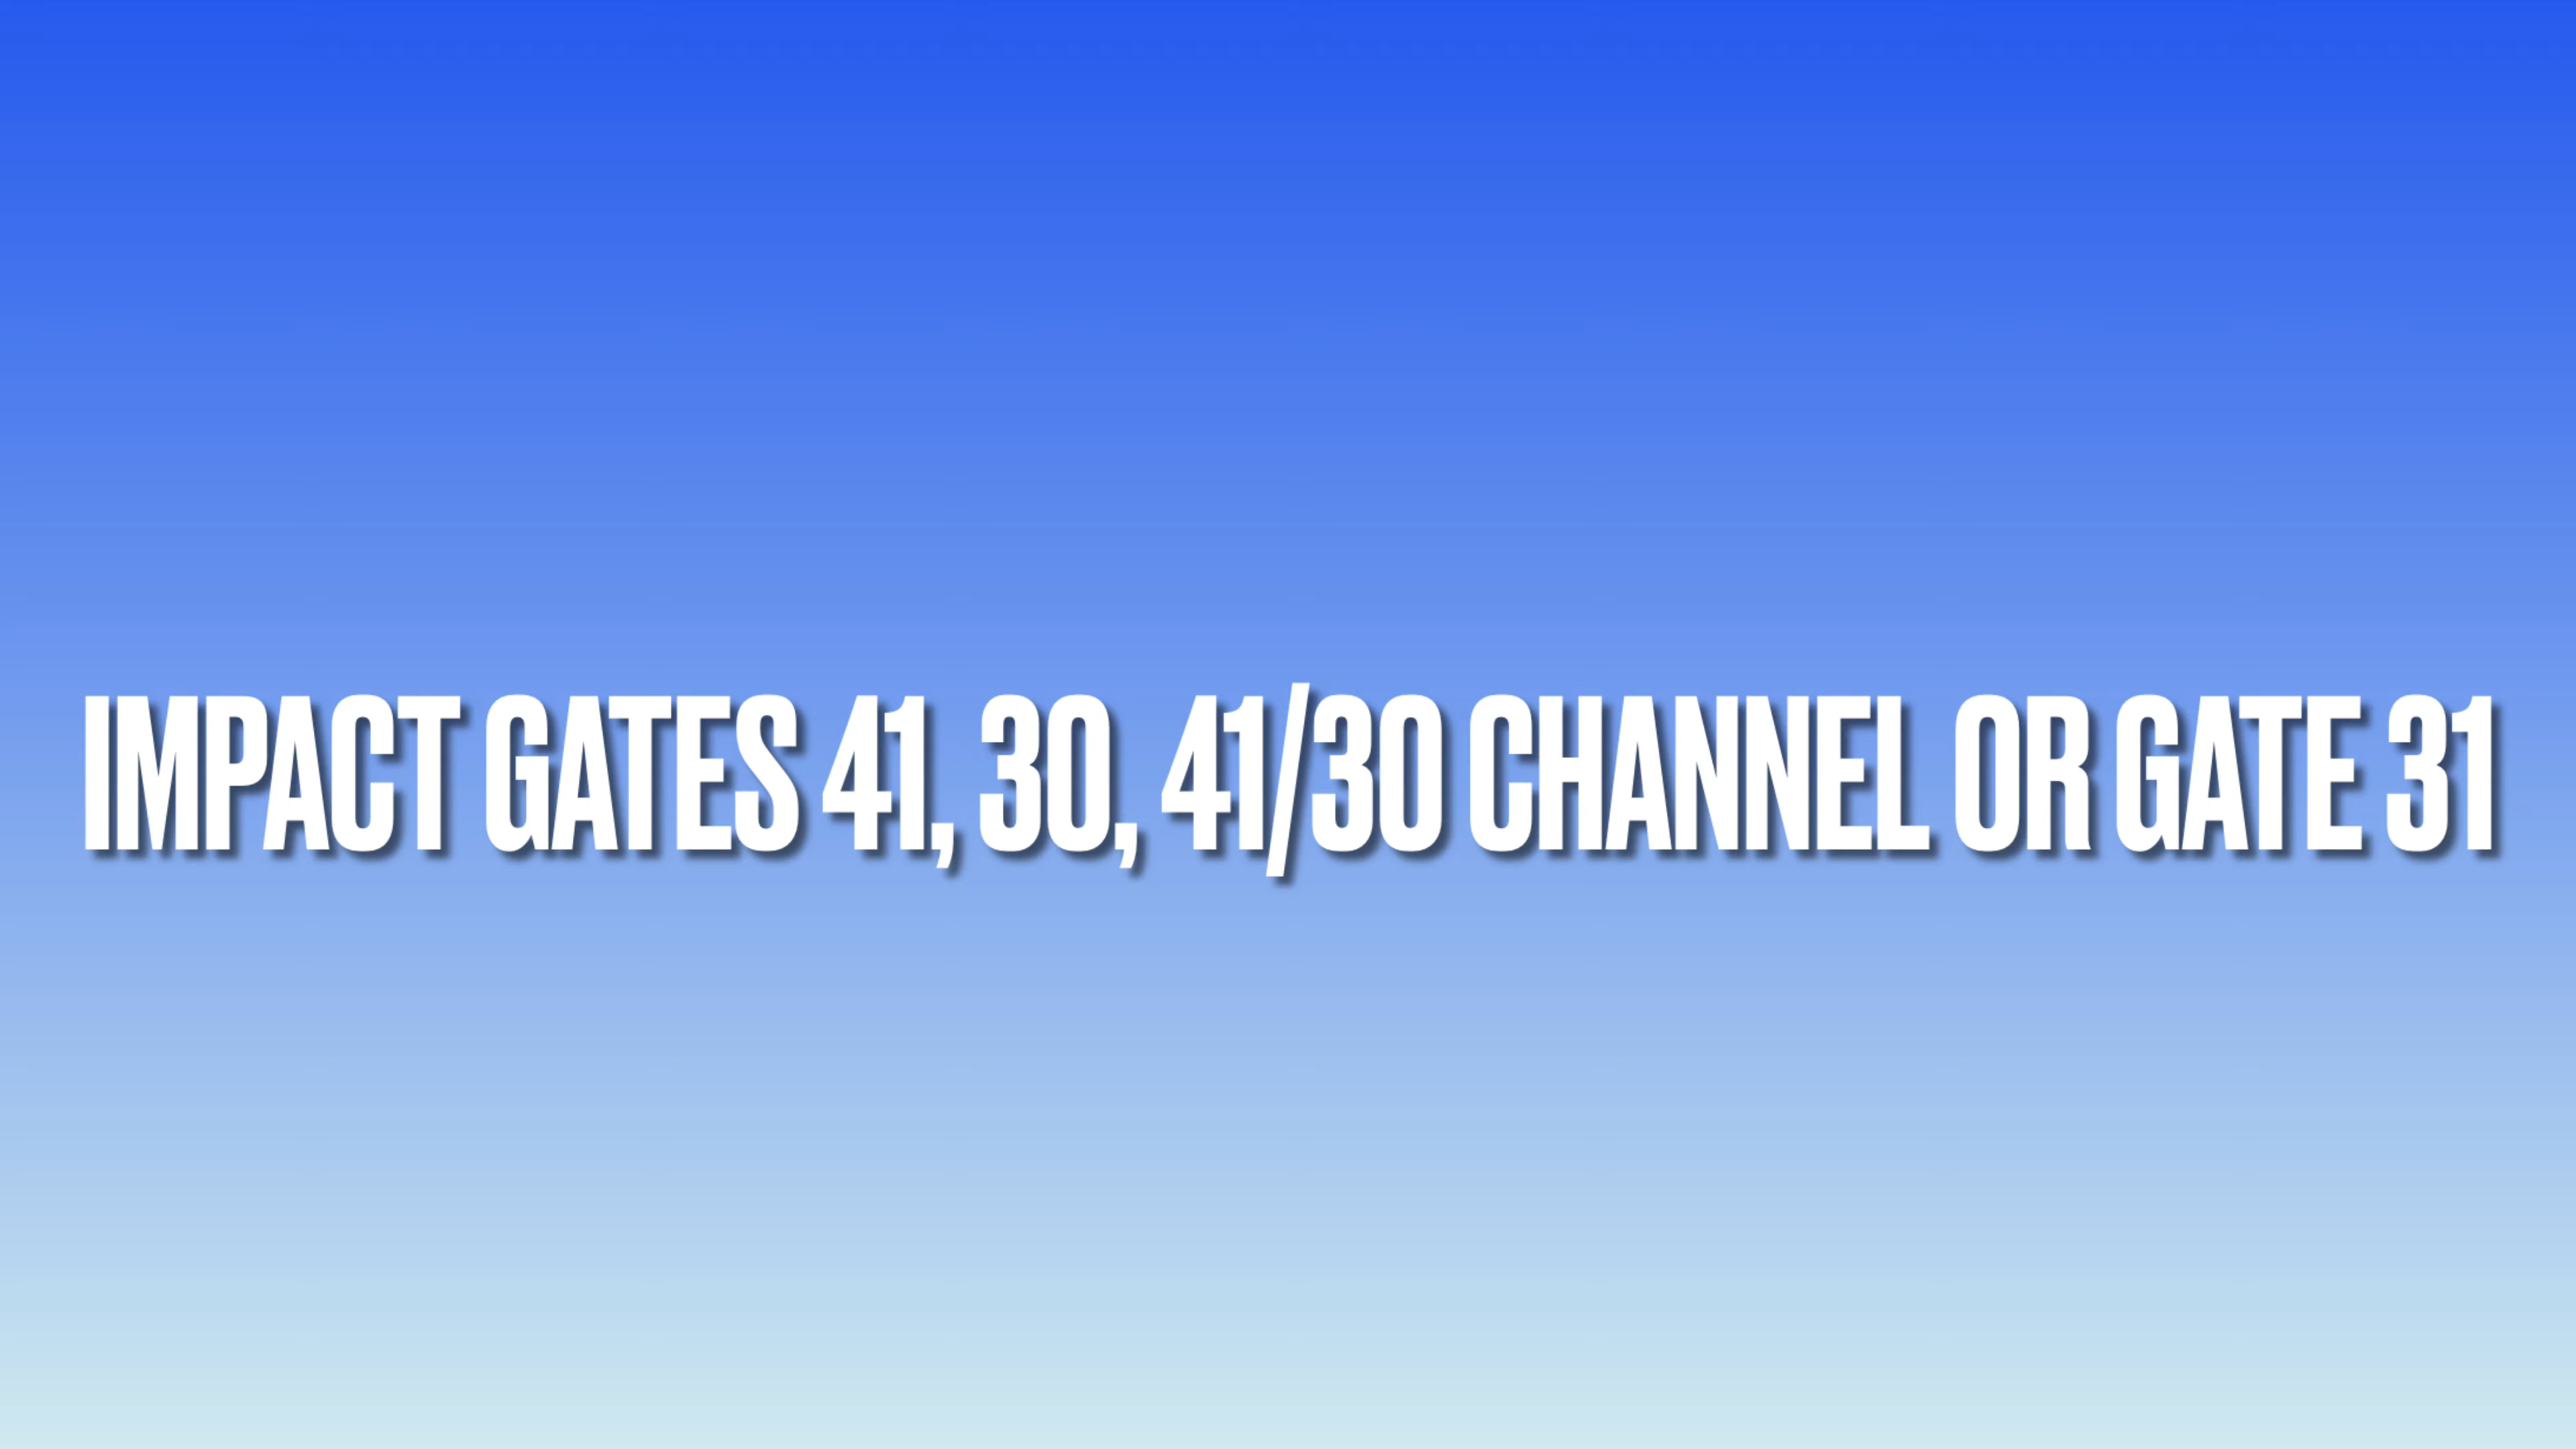 IMPACT GATES 41, 30, 41/30 CHANNEL OR GATE 31